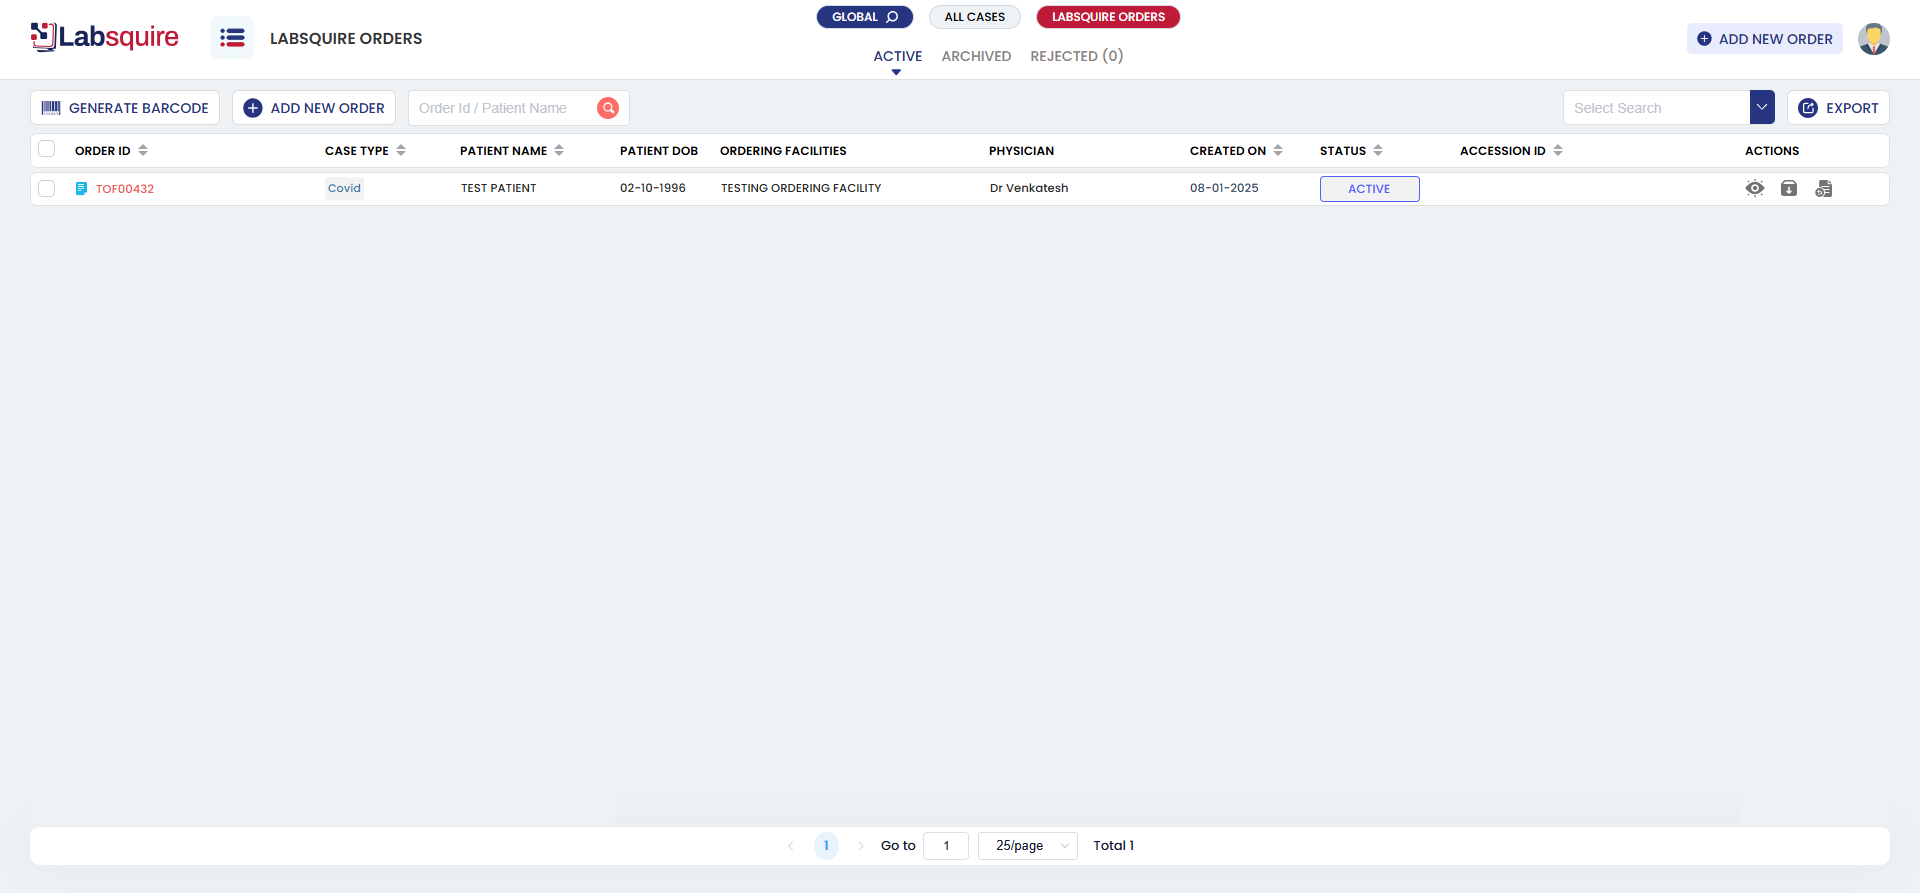 Labsquire
LABSQUIRE ORDERS
GLOBAL
ALL CASES
LABSQUIRE ORDERS
ACTIVE
ARCHIVED
REJECTED (0)
ADD NEW ORDER
GENERATE BARCODE
ADD NEW ORDER
Order Id / Patient Name
Select Search
EXPORT
ORDER ID
CASE TYPE
PATIENT NAME
PATIENT DOB
ORDERING FACILITIES
PHYSICIAN
CREATED ON
STATUS
ACCESSION ID
ACTIONS
TOF00432
Covid
TEST PATIENT
02-10-1996
TESTING ORDERING FACILITY
Dr Venkatesh
08-01-2025
ACTIVE
1
Go to
1
25/page
Total 1